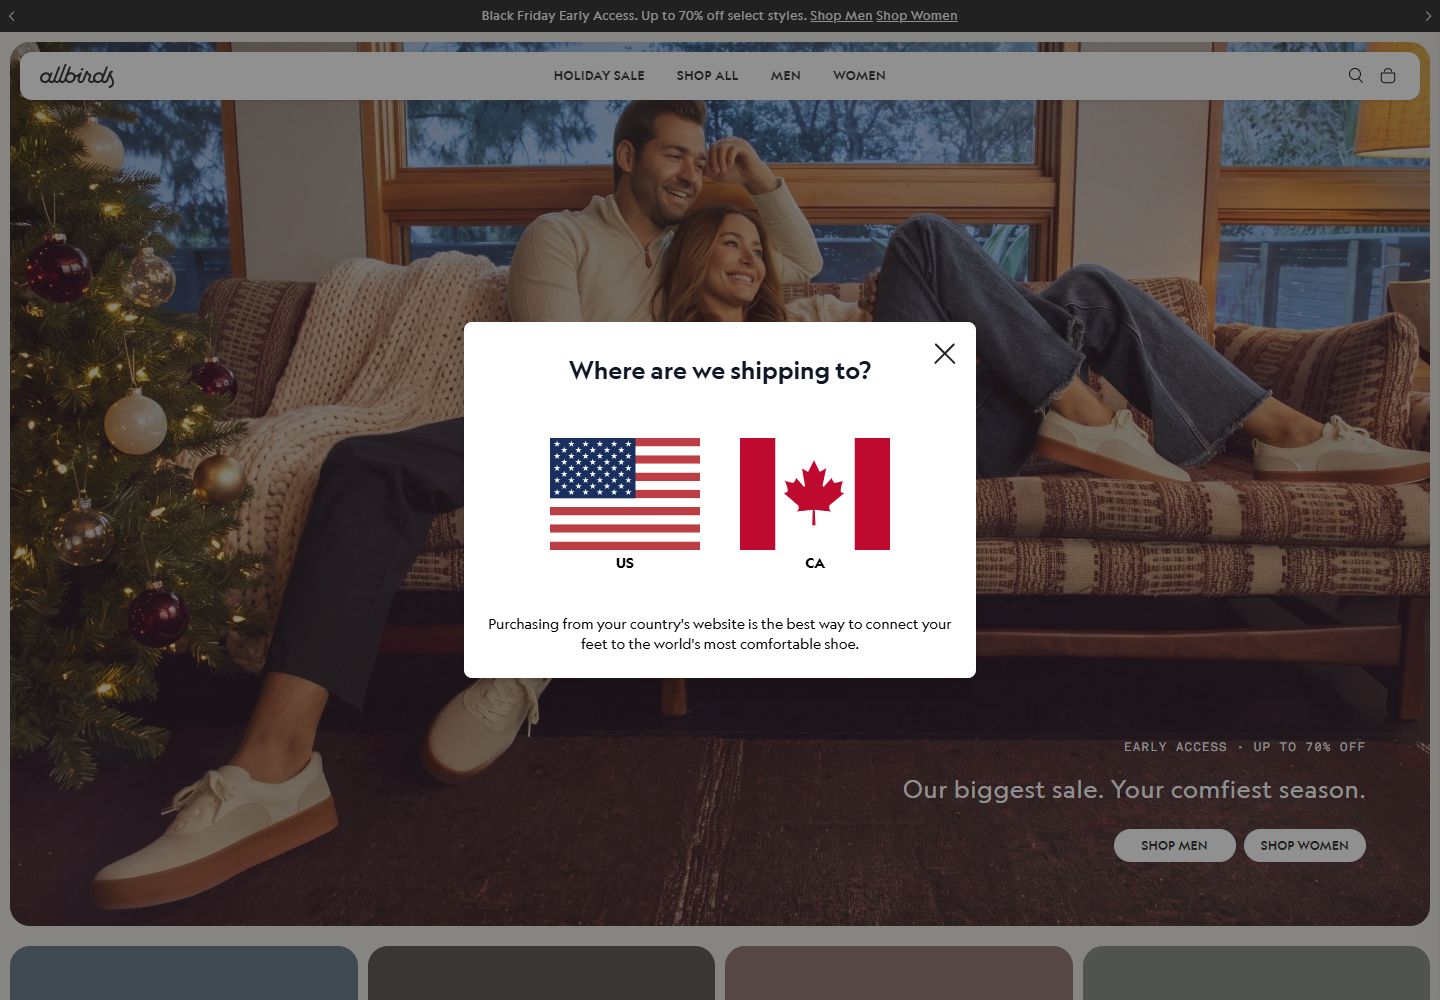 Black Friday Early Access. Up to 70% off select styles. Shop Men Shop Women
allbirds
HOLIDAY SALE SHOP ALL MEN WOMEN
Where are we shipping to?
US CA
Purchasing from your country's website is the best way to connect your
feet to the world's most comfortable shoe.
EARLY ACCESS · UP TO 70% OFF
Our biggest sale. Your comfiest season.
SHOP MEN SHOP WOMEN